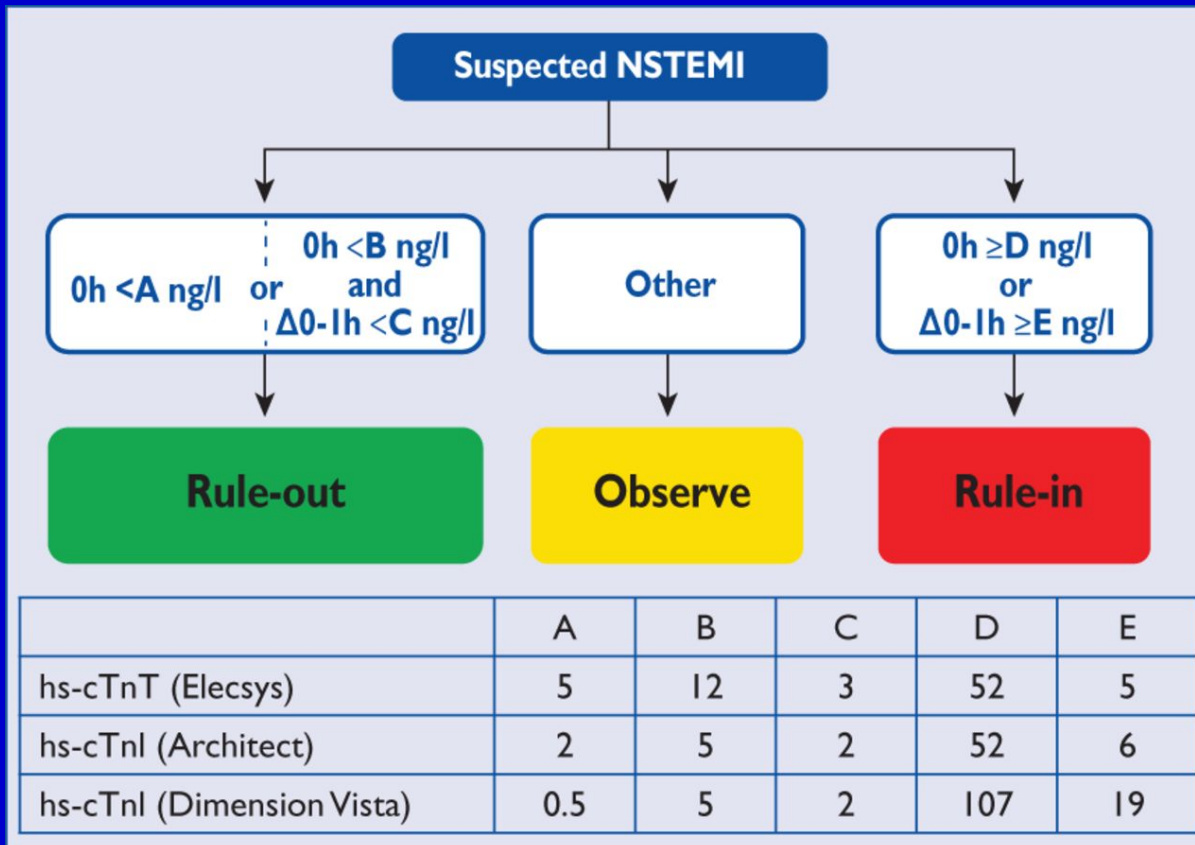 Suspected NSTEMI
0h <A ng/l or
0h <B ng/l
and
Δ0-1h <C ng/l
Other
0h ≥D ng/l
or
Δ0-1h ≥E ng/l
Rule-out
Observe
Rule-in
A B C D E
hs-cTnT (Elecsys) 5 12 3 52 5
hs-cTnI (Architect) 2 5 2 52 6
hs-cTnI (Dimension Vista) 0.5 5 2 107 19